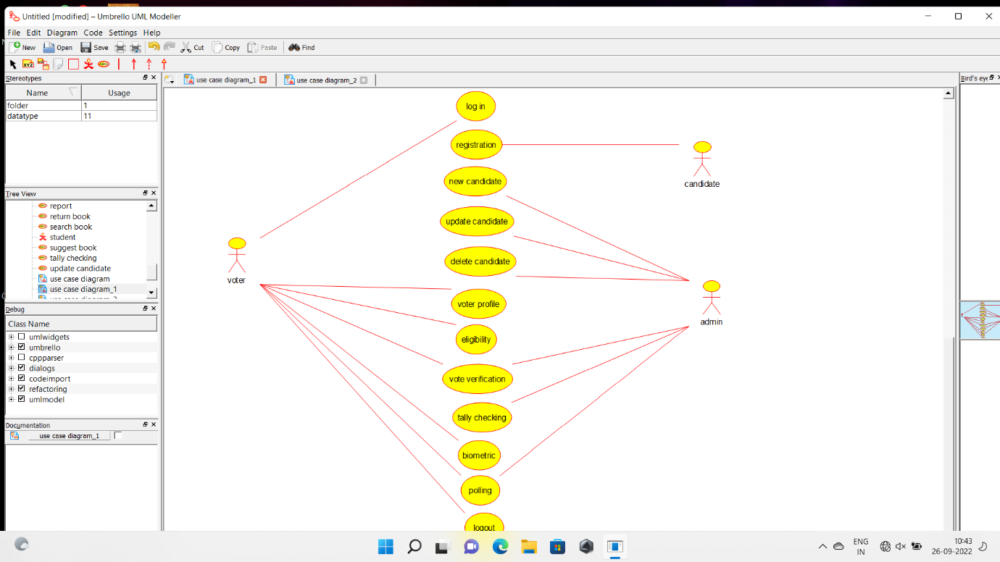 Untitled [modified] – Umbrello UML Modeller
File Edit Diagram Code Settings Help
New Open Save Cut Copy Paste Find
Stereotypes
Name Usage
folder 1
datatype 11
Tree View
report
return book
search book
student
suggest book
tally checking
update candidate
use case diagram
use case diagram_1
Debug
Class Name
umlwidgets
umbrello
cppparser
dialogs
codeimport
refactoring
umlmodel
Documentation
use case diagram_1
use case diagram_1 use case diagram_2
log in
registration
new candidate
update candidate
delete candidate
voter profile
eligibility
vote verification
tally checking
biometric
polling
logout
voter
candidate
admin
Bird's eye
ENG
IN
10:43
26-09-2022